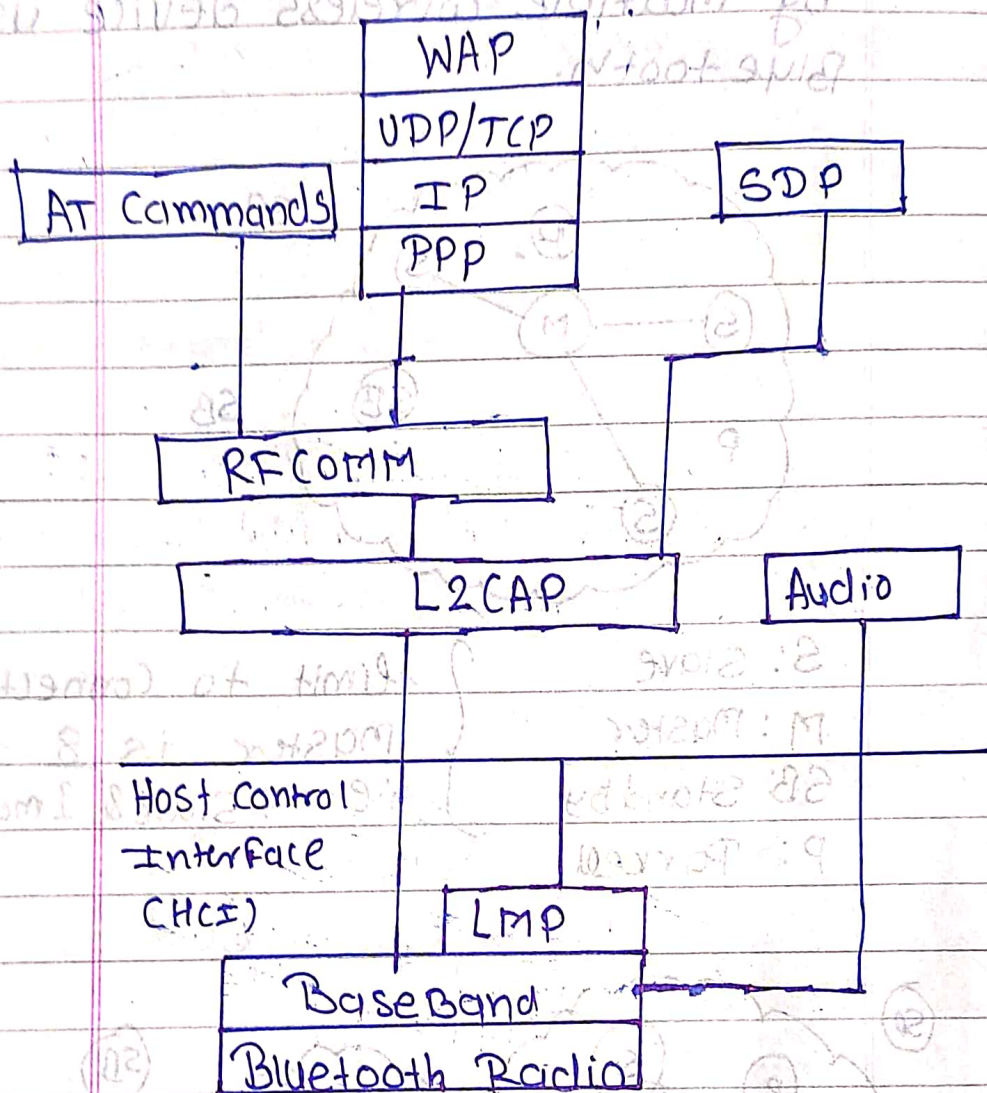 WAP
UDP/TCP
IP
PPP
AT Commands
SDP
RFCOMM
L2CAP
Audio
Host Control
Interface
(HCI)
LMP
BaseBand
Bluetooth Radio